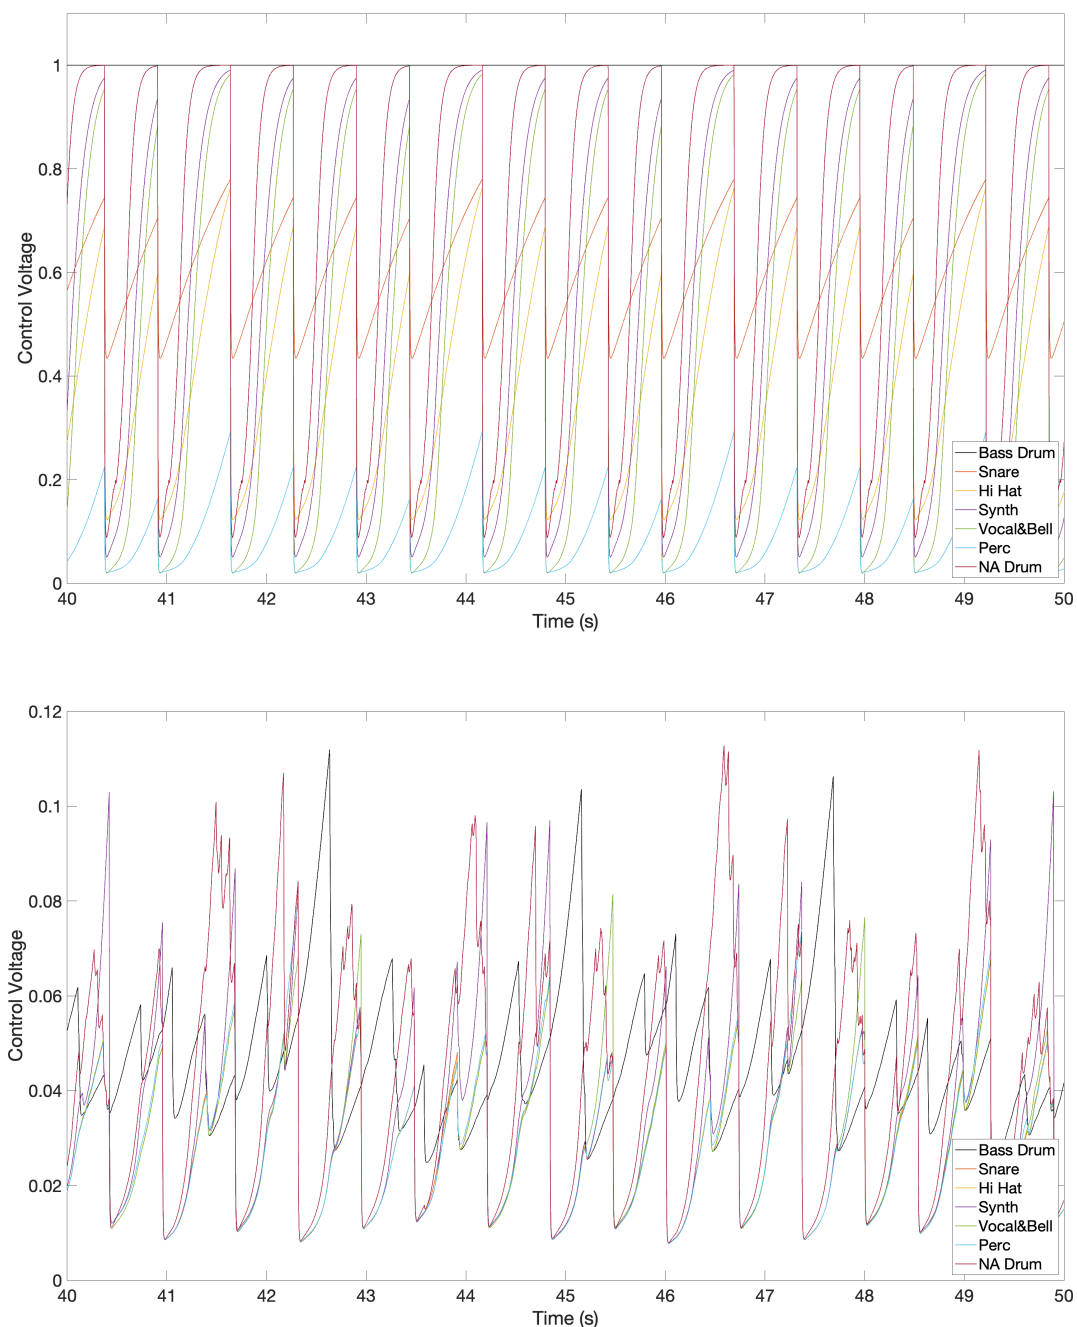 1
0.8
0.6
0.4
0.2
0
Control Voltage
40 41 42 43 44 45 46 47 48 49 50
Time (s)
Bass Drum
Snare
Hi Hat
Synth
Vocal&Bell
Perc
NA Drum
0.12
0.1
0.08
0.06
0.04
0.02
0
Control Voltage
40 41 42 43 44 45 46 47 48 49 50
Time (s)
Bass Drum
Snare
Hi Hat
Synth
Vocal&Bell
Perc
NA Drum